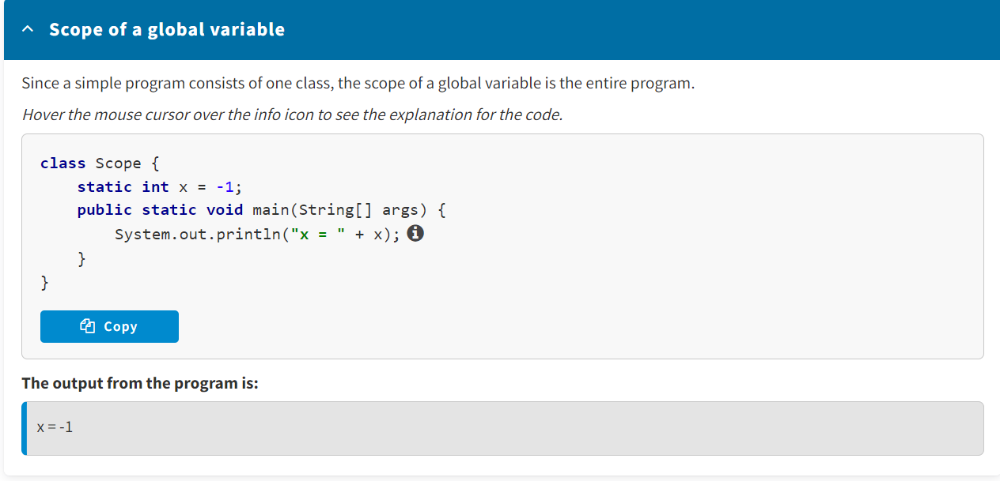 Scope of a global variable
Since a simple program consists of one class, the scope of a global variable is the entire program.
Hover the mouse cursor over the info icon to see the explanation for the code.
class Scope {
    static int x = -1;
    public static void main(String[] args) {
        System.out.println("x = " + x);
    }
}
Copy
The output from the program is:
x = -1